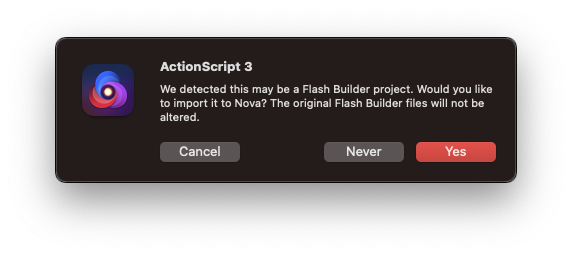 ActionScript 3
We detected this may be a Flash Builder project. Would you like
to import it to Nova? The original Flash Builder files will not be
altered.
Cancel
Never
Yes